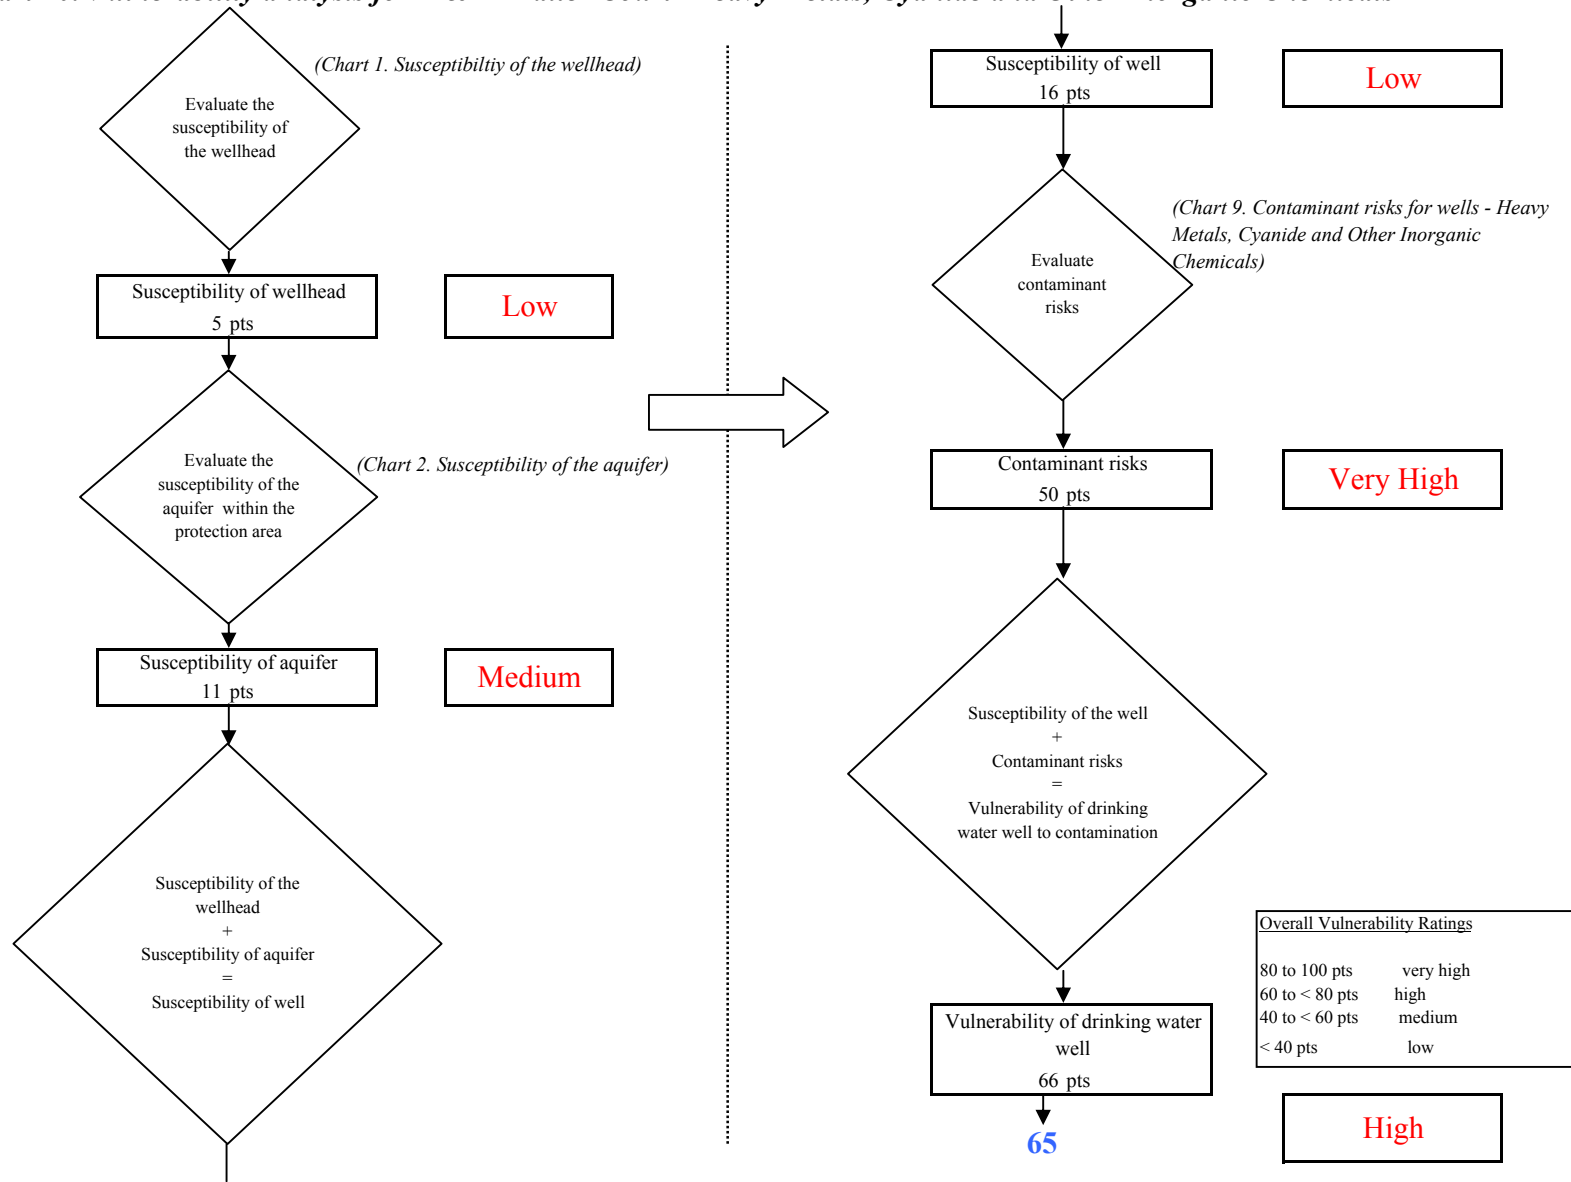 (Chart 1. Susceptibiltiy of the wellhead)
Evaluate the
susceptibility of
the wellhead
Susceptibility of wellhead
5 pts
Low
Evaluate the
susceptibility of the
aquifer within the
protection area
(Chart 2. Susceptibility of the aquifer)
Susceptibility of aquifer
11 pts
Medium
Susceptibility of the
wellhead
+
Susceptibility of aquifer
=
Susceptibility of well
Susceptibility of well
16 pts
Low
(Chart 9. Contaminant risks for wells - Heavy
Metals, Cyanide and Other Inorganic
Chemicals)
Evaluate
contaminant
risks
Contaminant risks
50 pts
Very High
Susceptibility of the well
+
Contaminant risks
=
Vulnerability of drinking
water well to contamination
Overall Vulnerability Ratings
80 to 100 pts very high
60 to < 80 pts high
40 to < 60 pts medium
< 40 pts low
Vulnerability of drinking water
well
66 pts
65
High